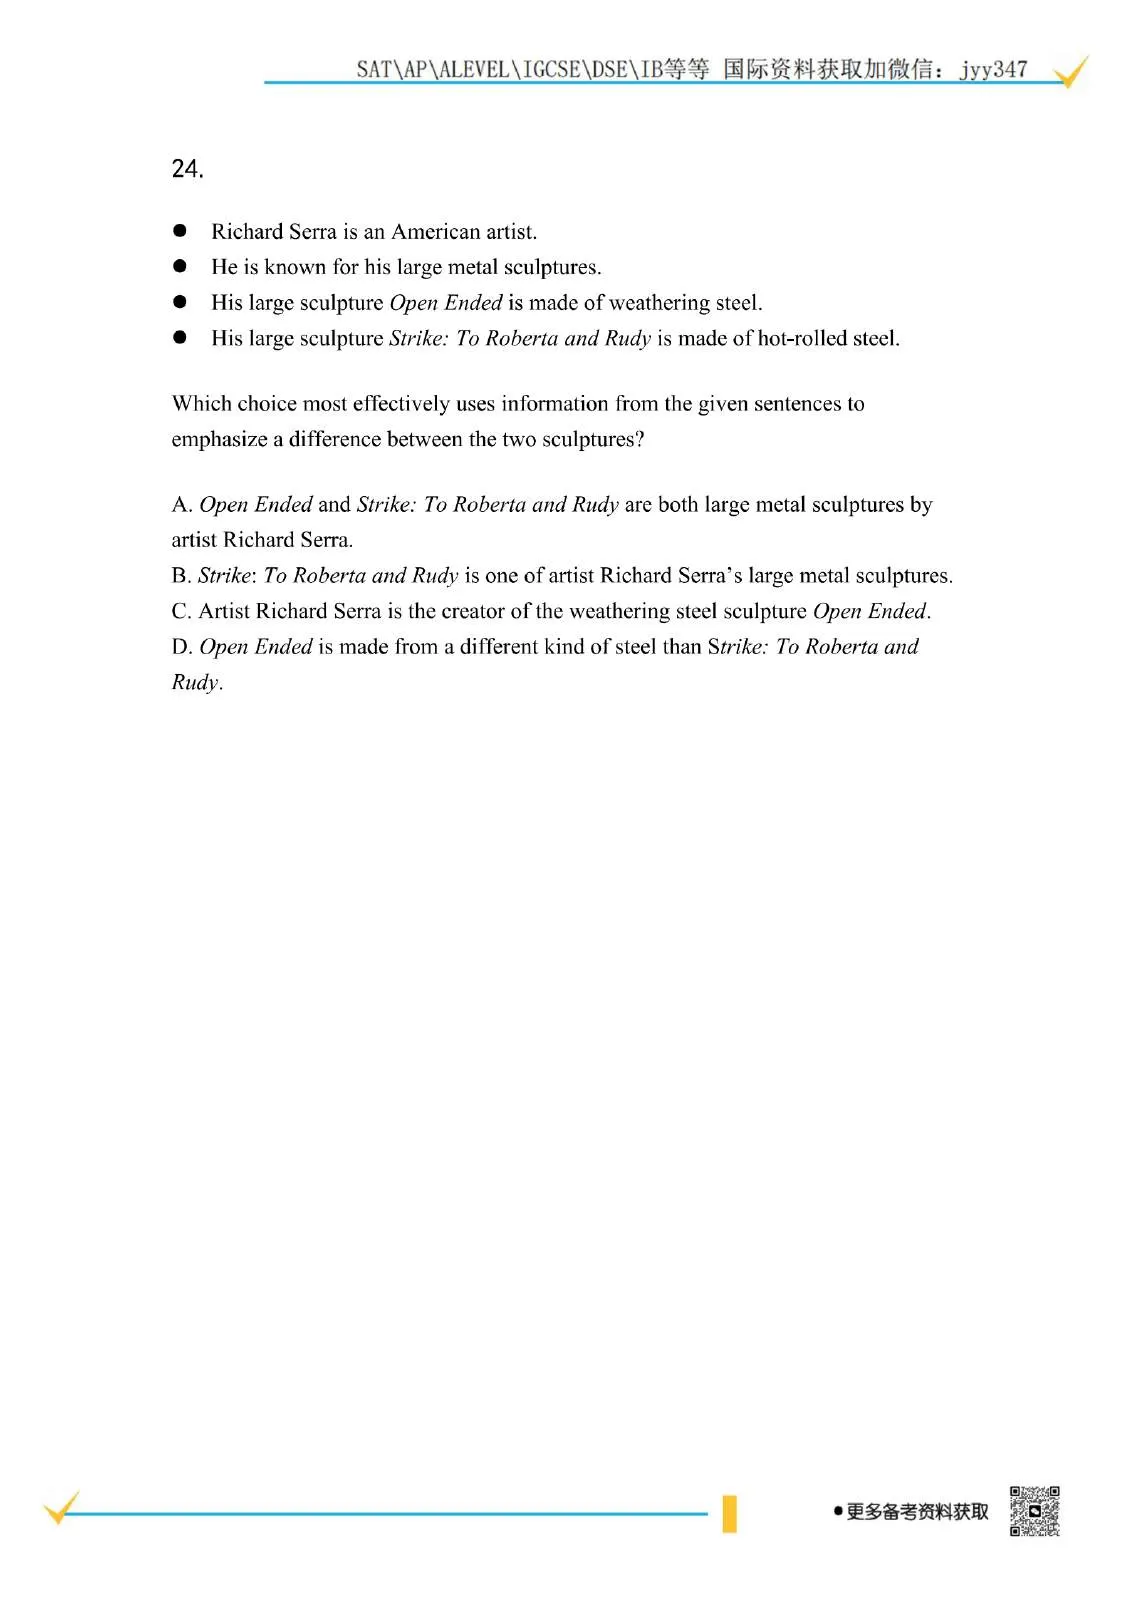 SAT\AP\ALEVEL\IGCSE\DSE\IB等等 国际资料获取加微信：jyy347
24.
● Richard Serra is an American artist.
● He is known for his large metal sculptures.
● His large sculpture Open Ended is made of weathering steel.
● His large sculpture Strike: To Roberta and Rudy is made of hot-rolled steel.
Which choice most effectively uses information from the given sentences to
emphasize a difference between the two sculptures?
A. Open Ended and Strike: To Roberta and Rudy are both large metal sculptures by
artist Richard Serra.
B. Strike: To Roberta and Rudy is one of artist Richard Serra’s large metal sculptures.
C. Artist Richard Serra is the creator of the weathering steel sculpture Open Ended.
D. Open Ended is made from a different kind of steel than Strike: To Roberta and
Rudy.
●更多备考资料获取